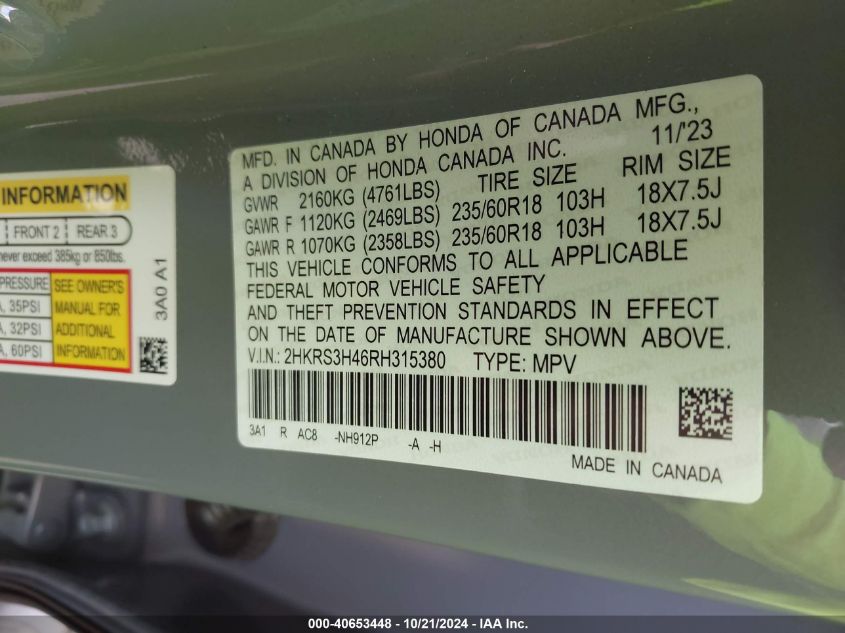 INFORMATION
FRONT 2 REAR 3
never exceed 385kg or 850lbs.
PRESSURE SEE OWNER'S
35PSI MANUAL FOR
32PSI ADDITIONAL
60PSI INFORMATION
3A0 A1
MFD. IN CANADA BY HONDA OF CANADA MFG.,
A DIVISION OF HONDA CANADA INC. 11/'23
GVWR 2160KG (4761LBS) TIRE SIZE RIM SIZE
GAWR F 1120KG (2469LBS) 235/60R18 103H 18X7.5J
GAWR R 1070KG (2358LBS) 235/60R18 103H 18X7.5J
THIS VEHICLE CONFORMS TO ALL APPLICABLE
FEDERAL MOTOR VEHICLE SAFETY
AND THEFT PREVENTION STANDARDS IN EFFECT
ON THE DATE OF MANUFACTURE SHOWN ABOVE.
V.I.N.: 2HKRS3H46RH315380 TYPE: MPV
3A1 R AC8 -NH912P -A -H
MADE IN CANADA
000-40653448 - 10/21/2024 - IAA Inc.